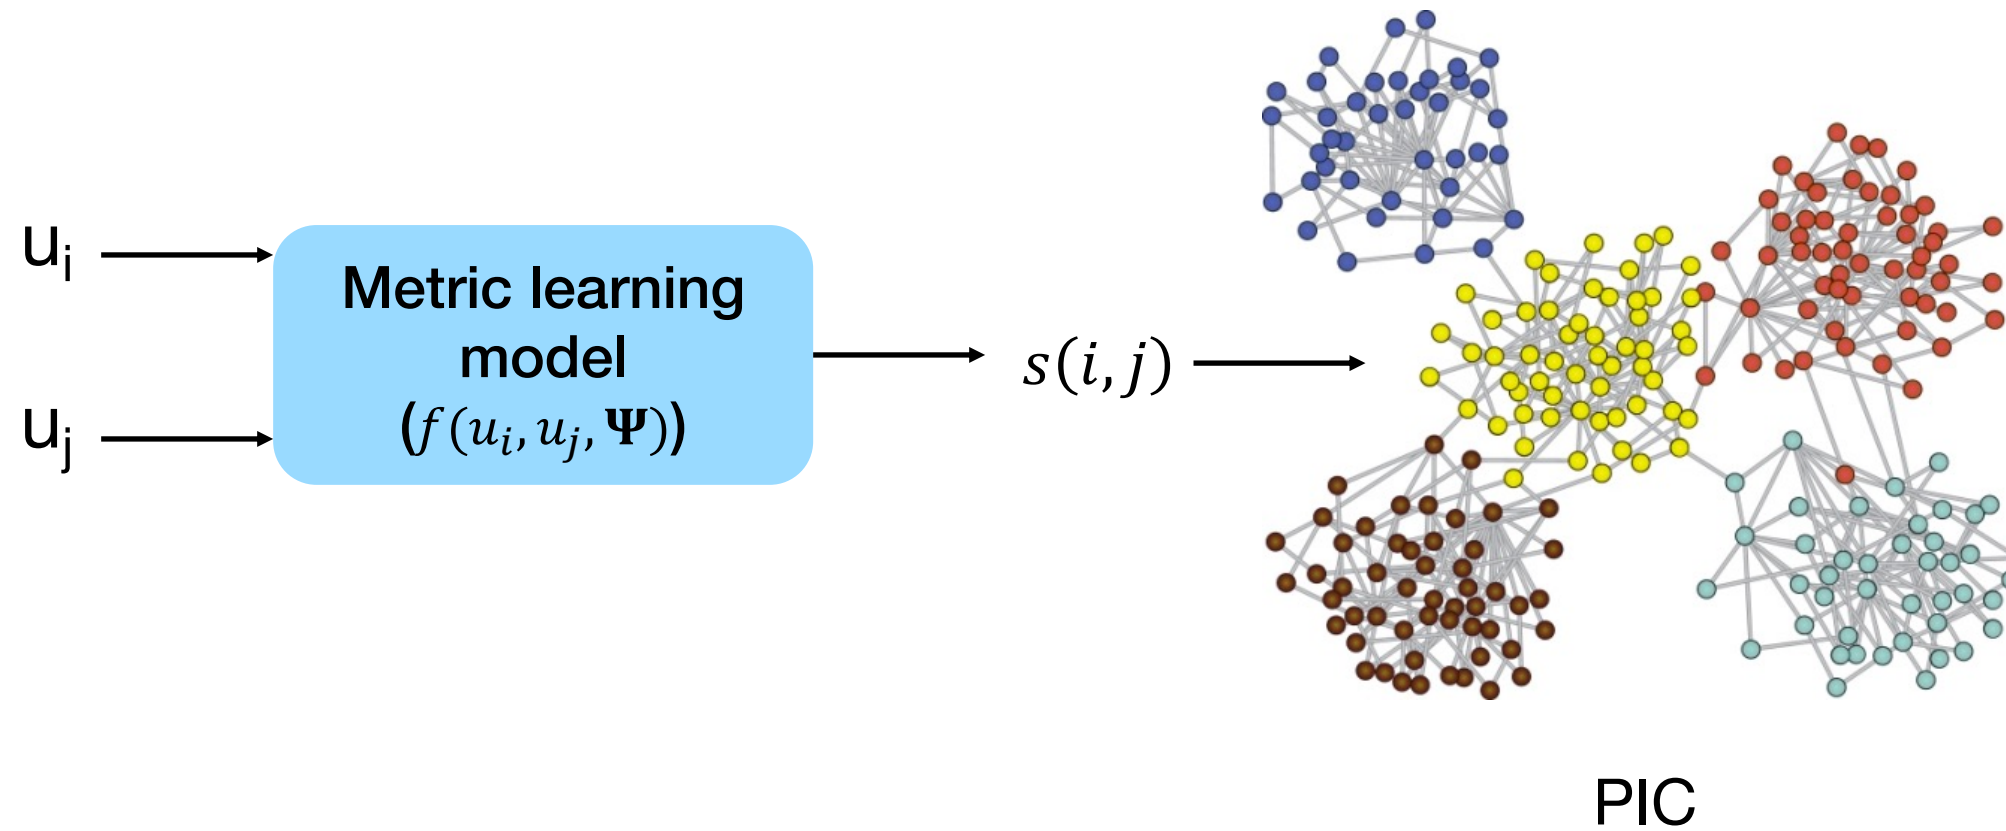 u_i
u_j
Metric learning
model
(f(u_i, u_j, Ψ))
s(i, j)
PIC